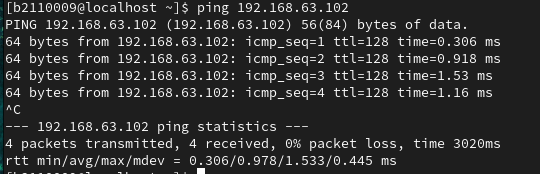 [b2110009@localhost ~]$ ping 192.168.63.102
PING 192.168.63.102 (192.168.63.102) 56(84) bytes of data.
64 bytes from 192.168.63.102: icmp_seq=1 ttl=128 time=0.306 ms
64 bytes from 192.168.63.102: icmp_seq=2 ttl=128 time=0.918 ms
64 bytes from 192.168.63.102: icmp_seq=3 ttl=128 time=1.53 ms
64 bytes from 192.168.63.102: icmp_seq=4 ttl=128 time=1.16 ms
^C
--- 192.168.63.102 ping statistics ---
4 packets transmitted, 4 received, 0% packet loss, time 3020ms
rtt min/avg/max/mdev = 0.306/0.978/1.533/0.445 ms
[b2110009@localhost ~]$